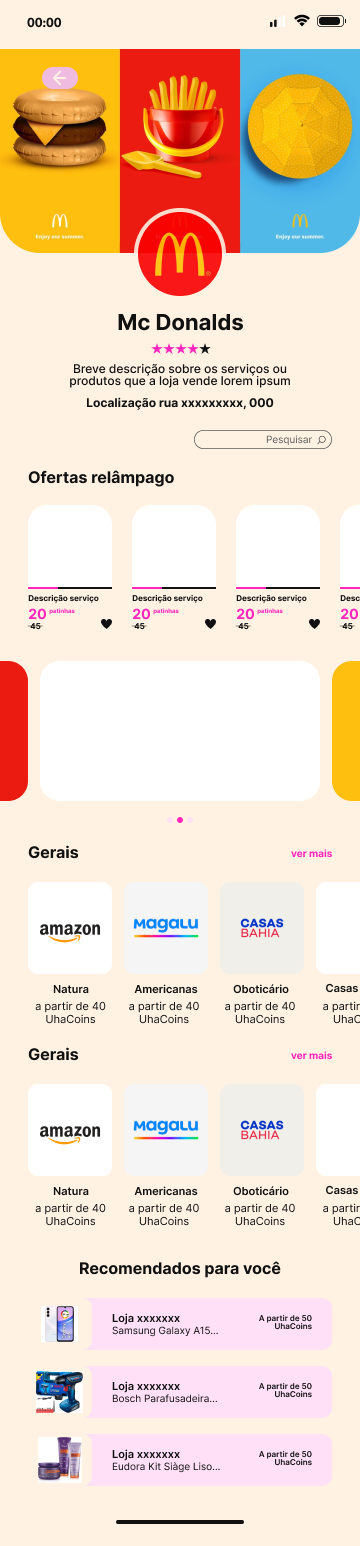 00:00
Enjoy our summer.
Enjoy our summer.
Mc Donalds
Breve descrição sobre os serviços ou
produtos que a loja vende lorem ipsum
Localização rua xxxxxxxxx, 000
Pesquisar
Ofertas relâmpago
Descrição serviço
20 patinhas
45
Descrição serviço
20 patinhas
45
Descrição serviço
20 patinhas
45
Desc
20
45
Gerais
ver mais
amazon
Magalu
CASAS
BAHIA
Natura
a partir de 40
UhaCoins
Americanas
a partir de 40
UhaCoins
Oboticário
a partir de 40
UhaCoins
Casas
a partir
UhaC
Gerais
ver mais
amazon
Magalu
CASAS
BAHIA
Natura
a partir de 40
UhaCoins
Americanas
a partir de 40
UhaCoins
Oboticário
a partir de 40
UhaCoins
Casas
a partir
UhaC
Recomendados para você
Loja xxxxxxx
Samsung Galaxy A15...
A partir de 50
UhaCoins
Loja xxxxxxx
Bosch Parafusadeira...
A partir de 50
UhaCoins
Loja xxxxxxx
Eudora Kit Siàge Liso...
A partir de 50
UhaCoins